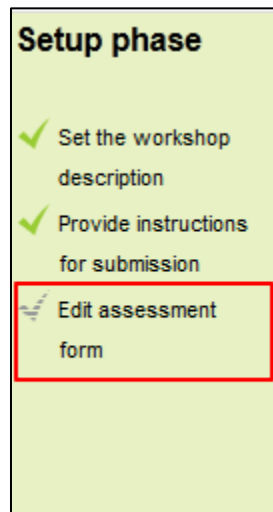 Setup phase
Set the workshop
description
Provide instructions
for submission
Edit assessment
form